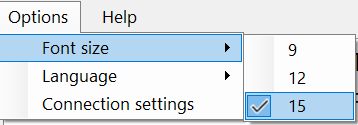 Options Help
Font size 9
Language 12
Connection settings 15